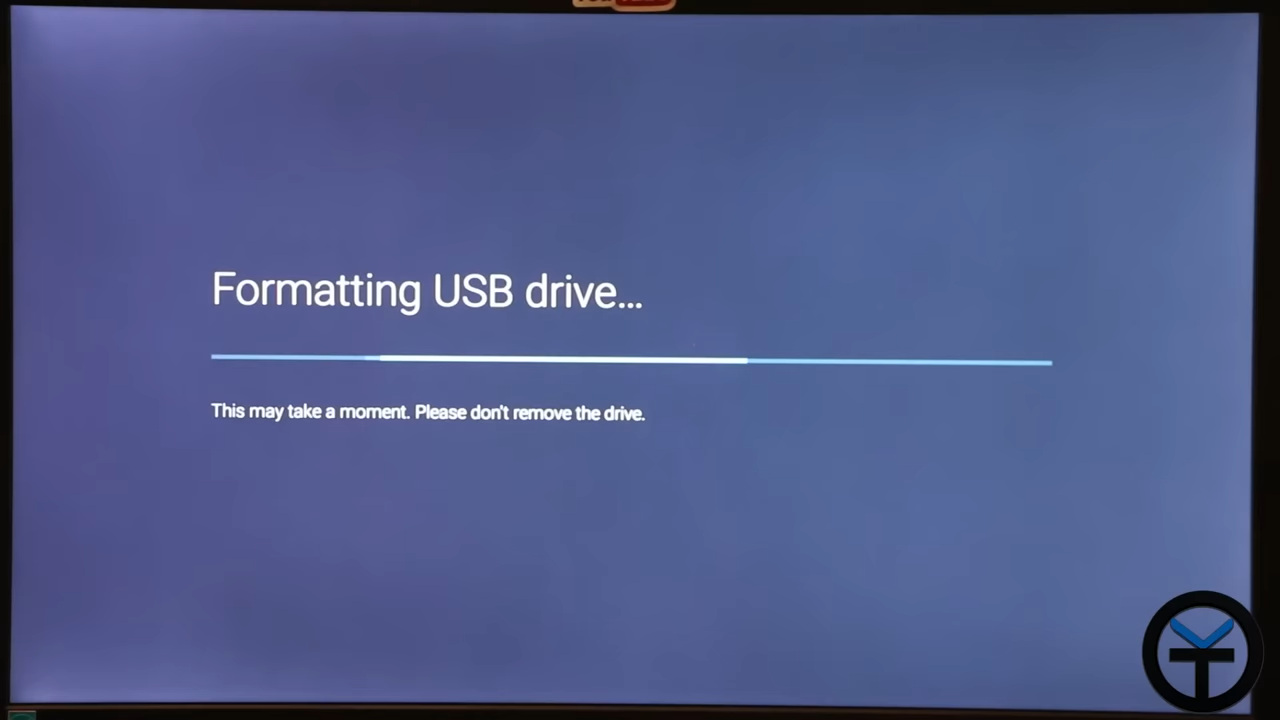 Formatting USB drive...
This may take a moment. Please don't remove the drive.